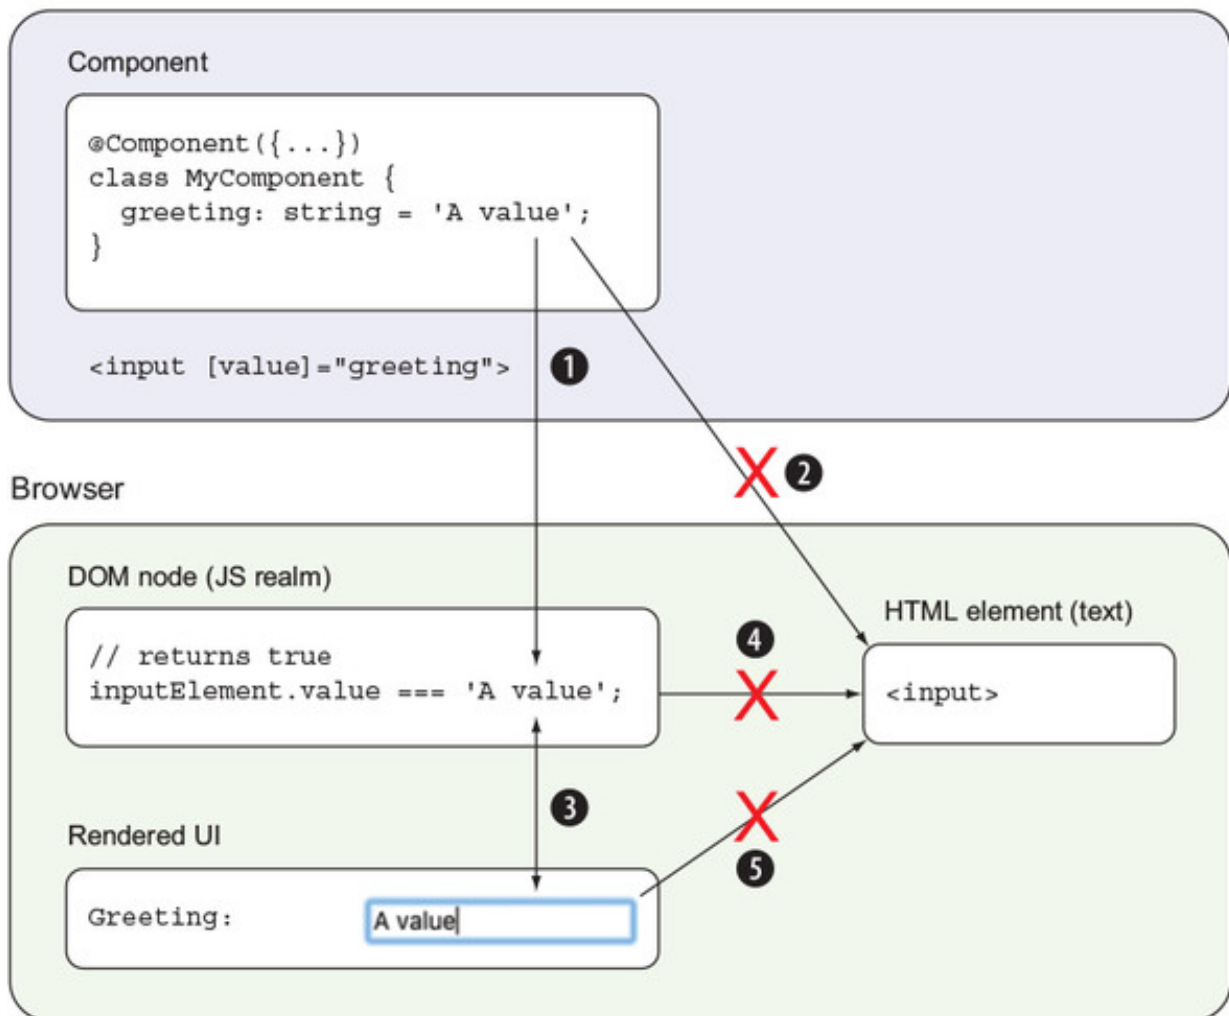 Component
@Component({...})
class MyComponent {
  greeting: string = 'A value';
}
<input [value]="greeting">
1
2
Browser
DOM node (JS realm)
// returns true
inputElement.value === 'A value';
4
HTML element (text)
<input>
3
5
Rendered UI
Greeting:
A value